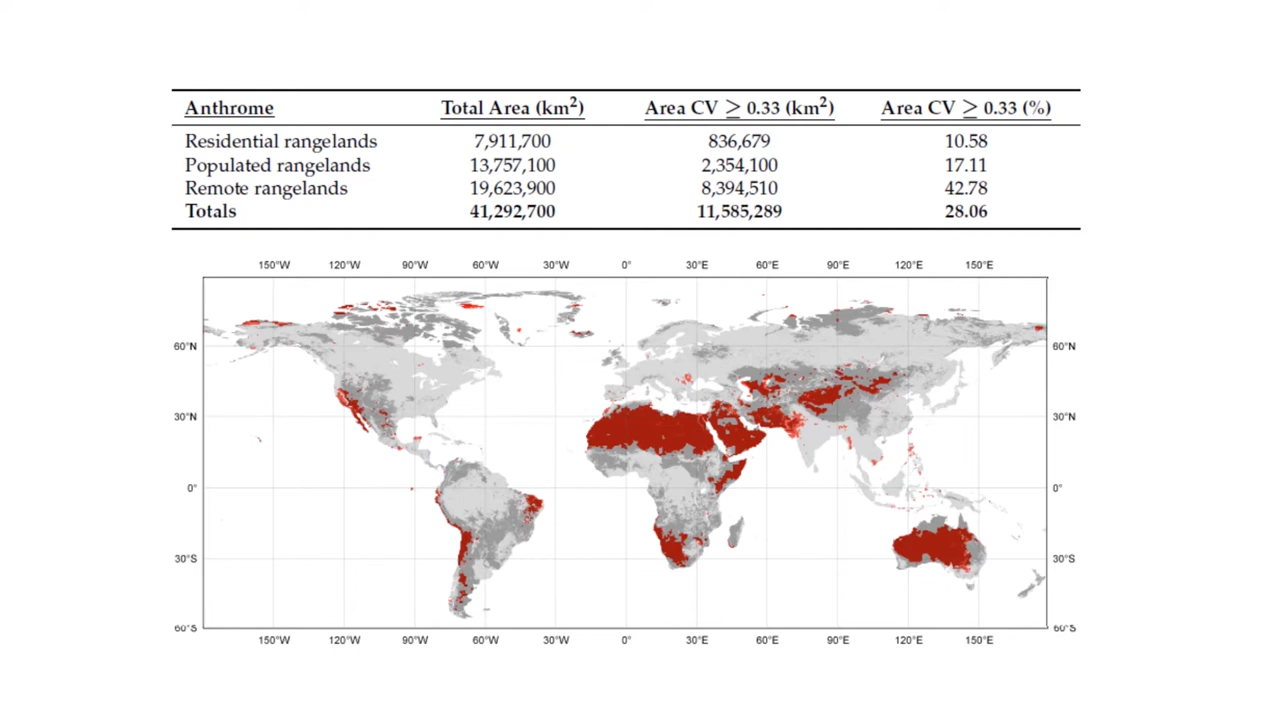 Anthrome Total Area (km²) Area CV ≥ 0.33 (km²) Area CV ≥ 0.33 (%)
Residential rangelands 7,911,700 836,679 10.58
Populated rangelands 13,757,100 2,354,100 17.11
Remote rangelands 19,623,900 8,394,510 42.78
Totals 41,292,700 11,585,289 28.06
150°W 120°W 90°W 60°W 30°W 0° 30°E 60°E 90°E 120°E 150°E
60°N 60°N
30°N 30°N
0° 0°
30°S 30°S
60°S 60°S
150°W 120°W 90°W 60°W 30°W 0° 30°E 60°E 90°E 120°E 150°E